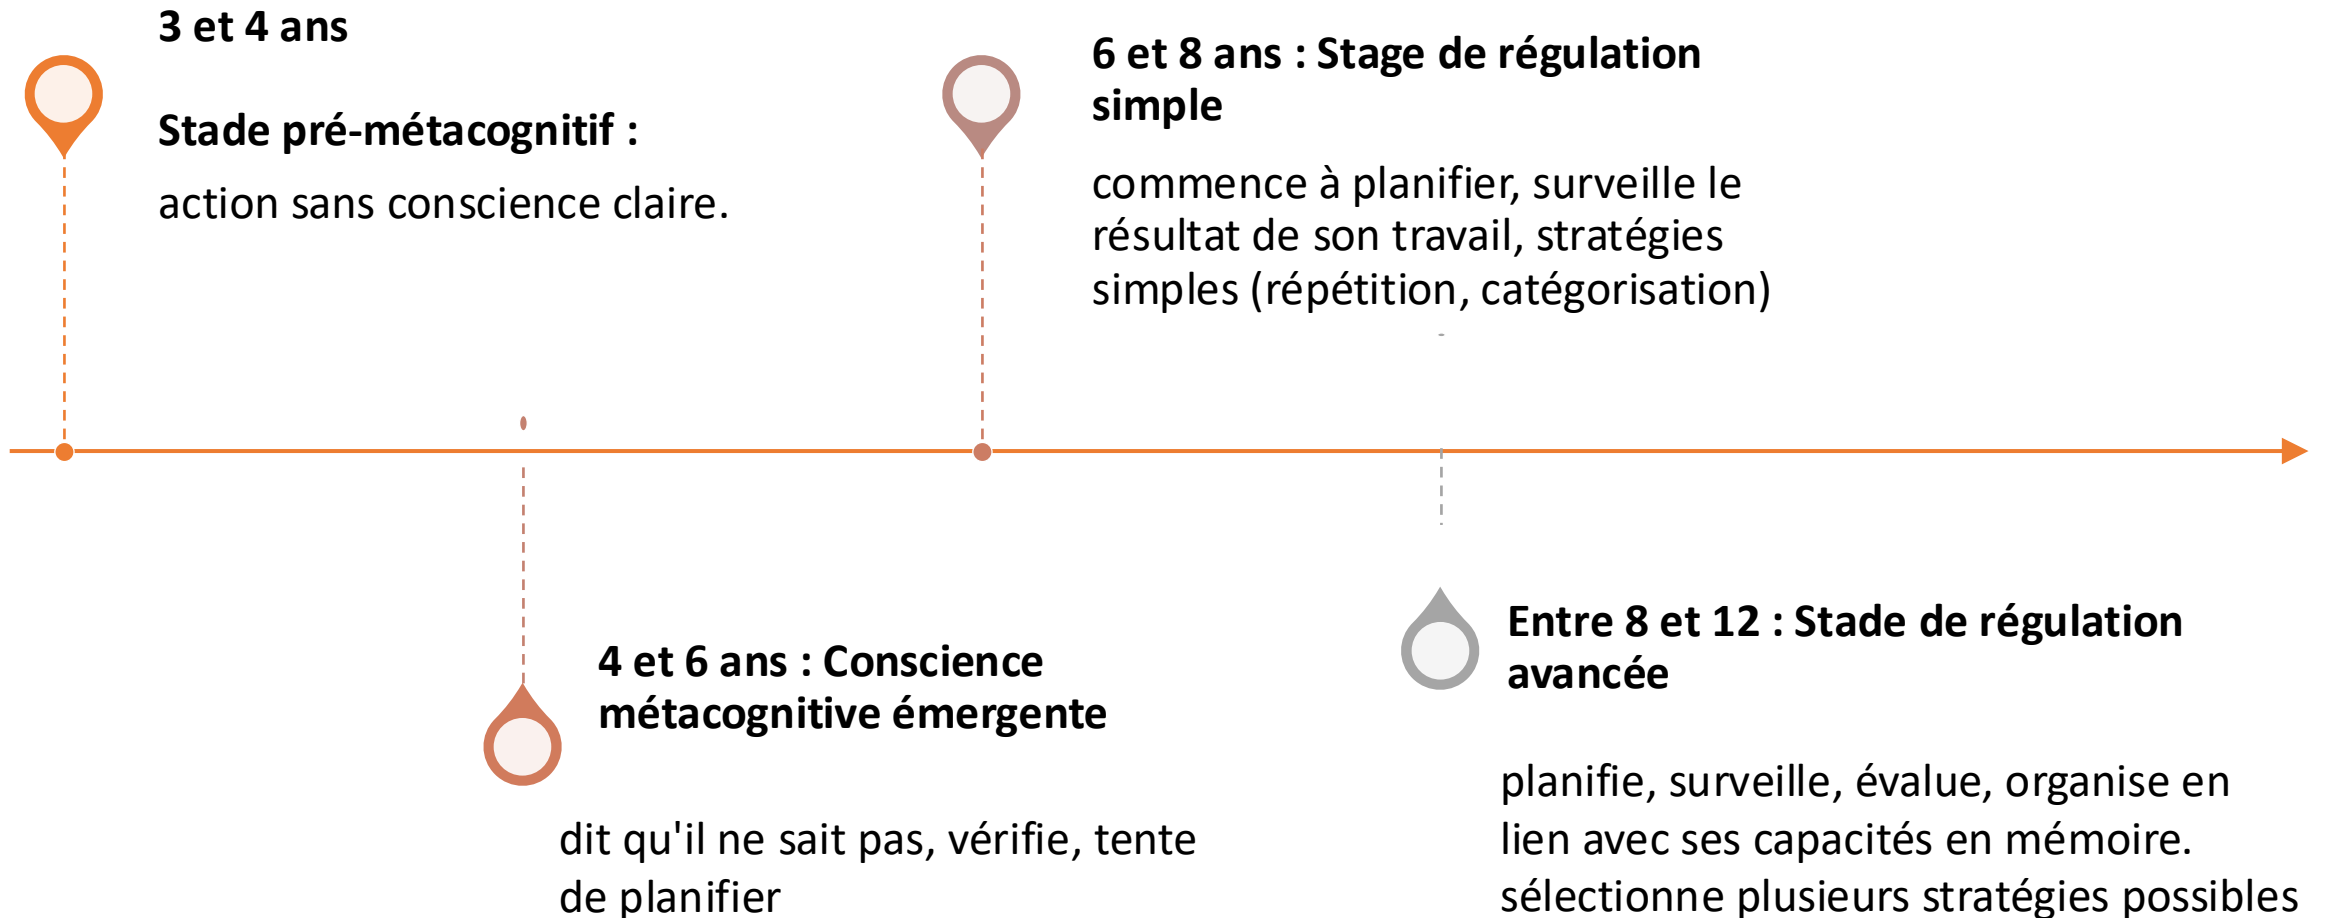 3 et 4 ans
Stade pré-métacognitif :
action sans conscience claire.
6 et 8 ans : Stage de régulation
simple
commence à planifier, surveille le
résultat de son travail, stratégies
simples (répétition, catégorisation)
4 et 6 ans : Conscience
métacognitive émergente
dit qu'il ne sait pas, vérifie, tente
de planifier
Entre 8 et 12 : Stade de régulation
avancée
planifie, surveille, évalue, organise en
lien avec ses capacités en mémoire.
sélectionne plusieurs stratégies possibles